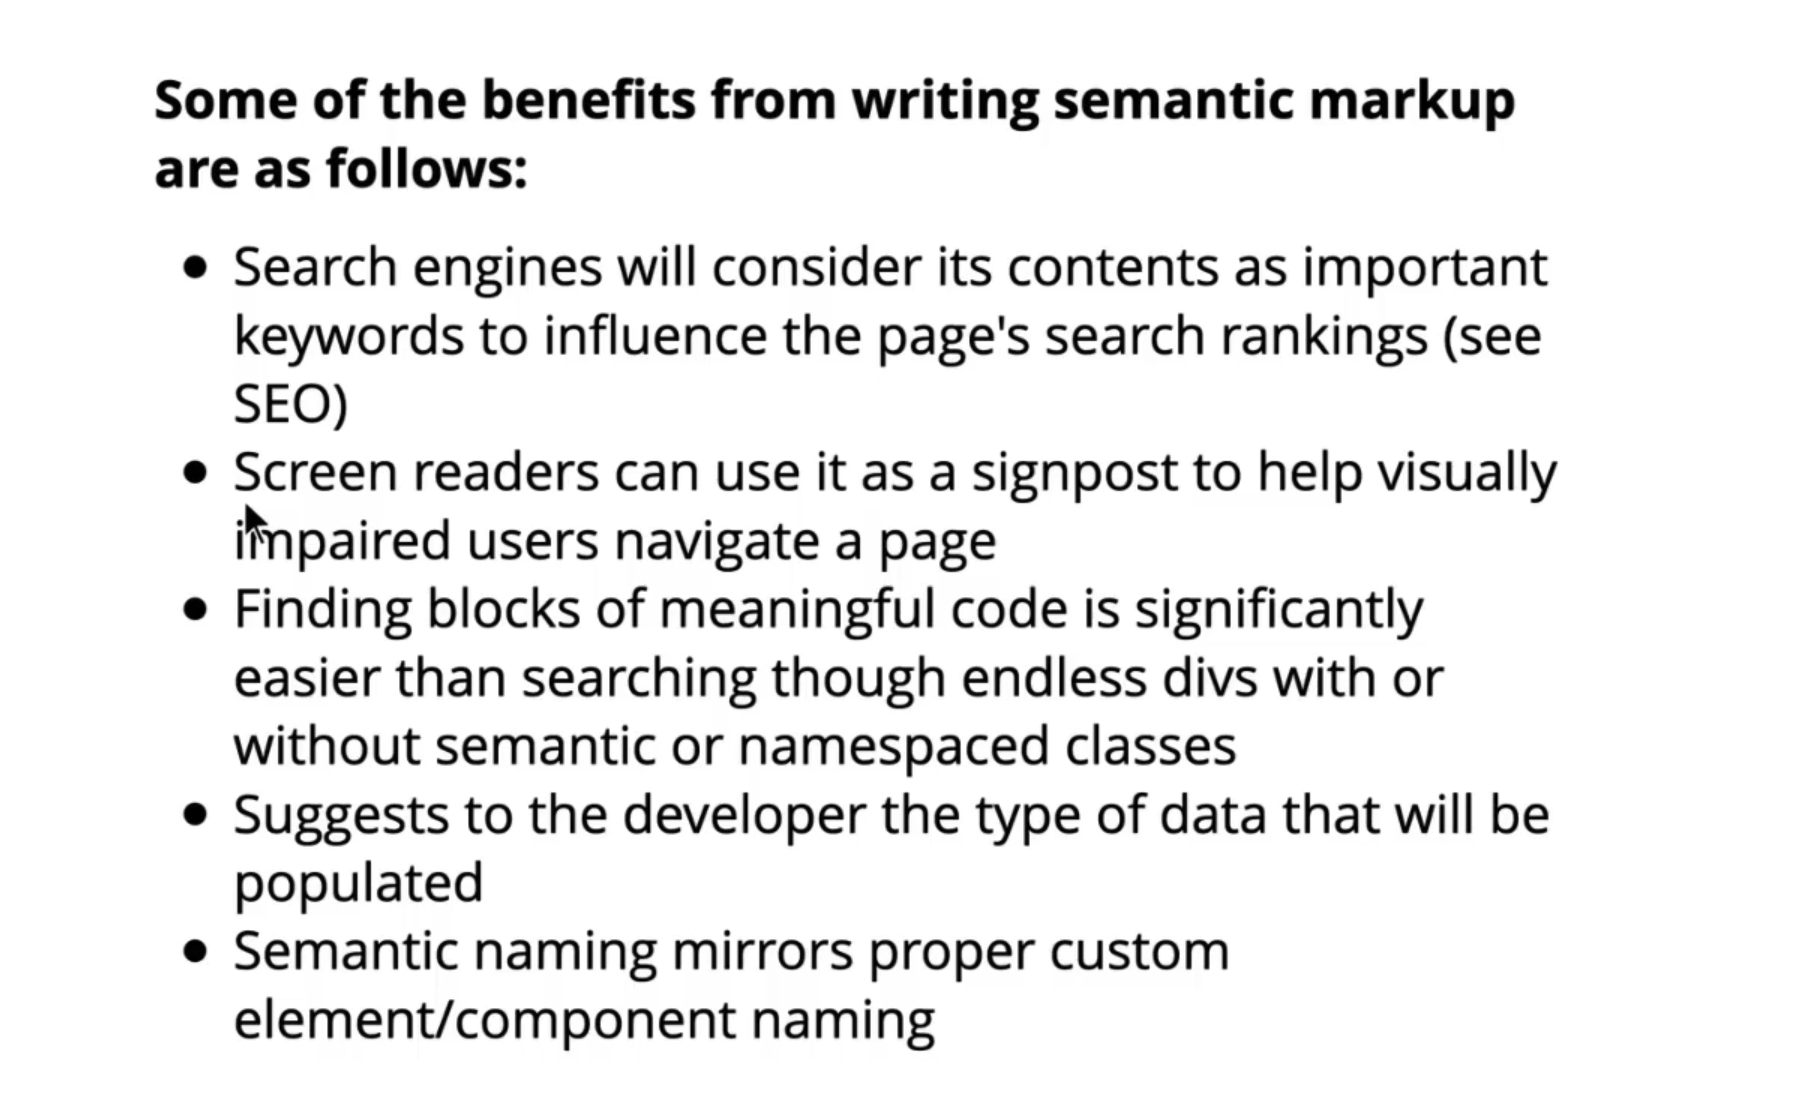 Some of the benefits from writing semantic markup
are as follows:
• Search engines will consider its contents as important
keywords to influence the page's search rankings (see
SEO)
• Screen readers can use it as a signpost to help visually
impaired users navigate a page
• Finding blocks of meaningful code is significantly
easier than searching though endless divs with or
without semantic or namespaced classes
• Suggests to the developer the type of data that will be
populated
• Semantic naming mirrors proper custom
element/component naming